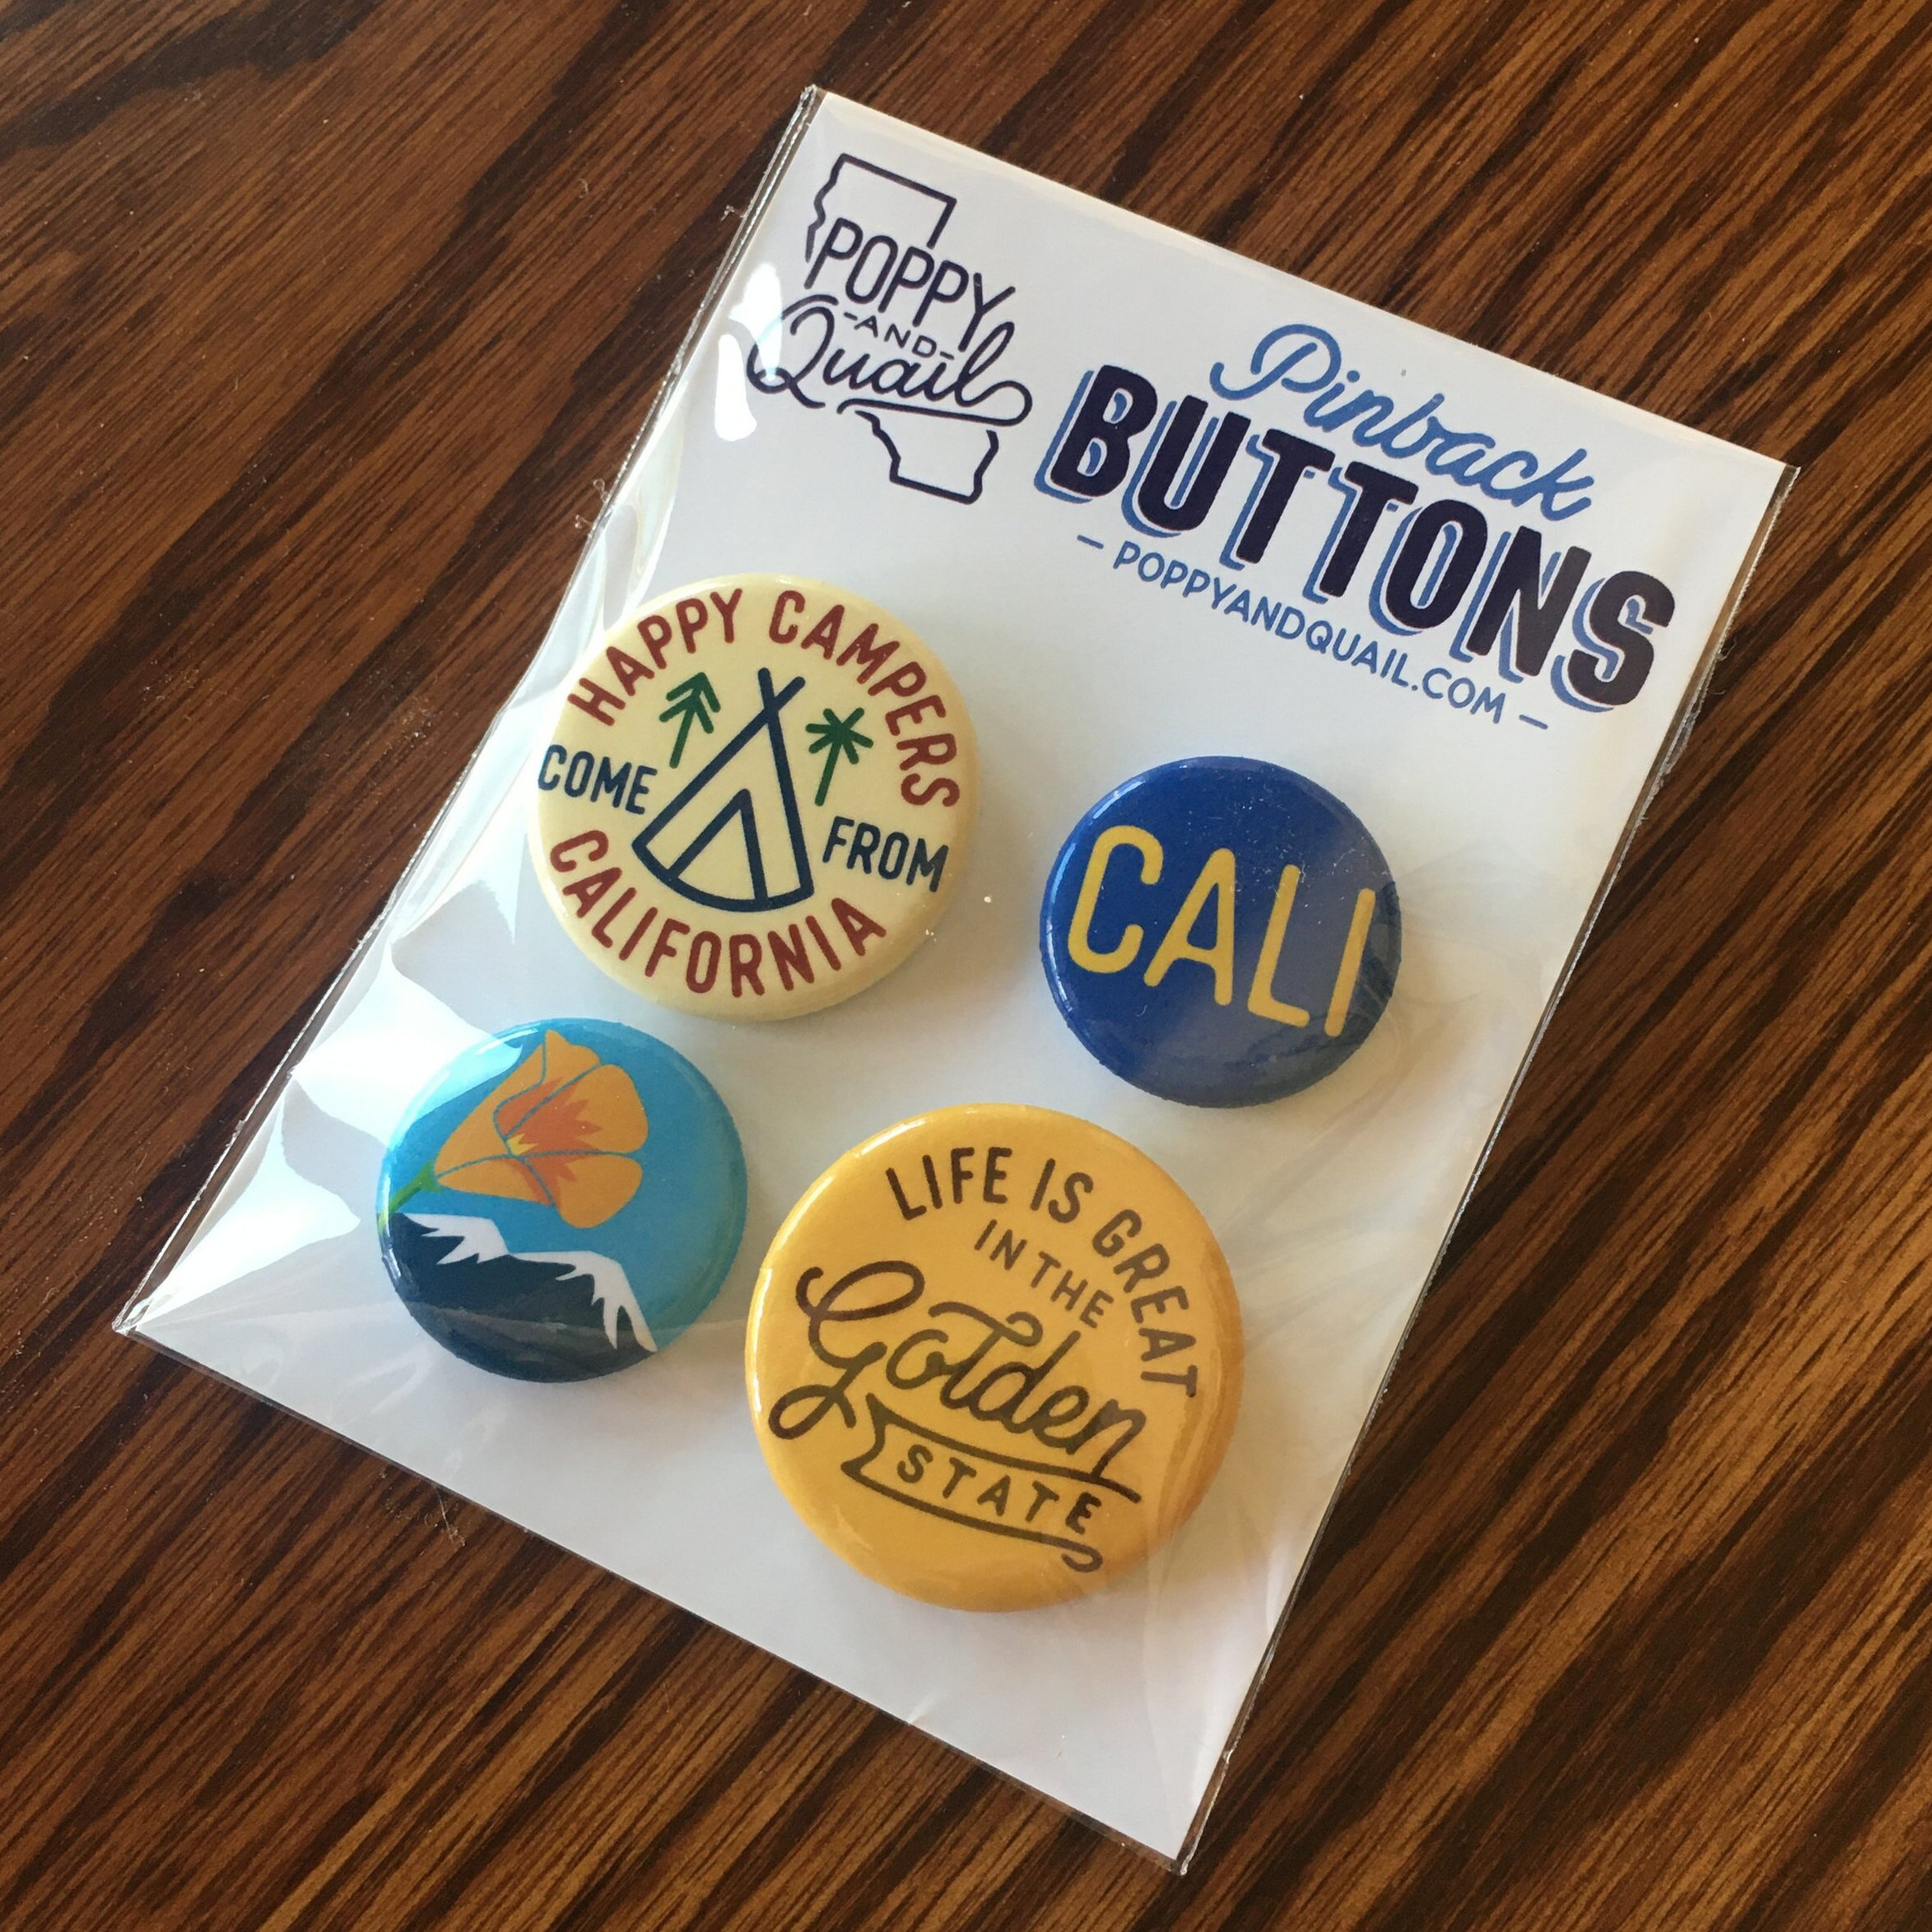 POPPY
-AND-
Quail
Pinback
BUTTONS
- POPPYANDQUAIL.COM -
HAPPY CAMPERS
COME FROM
CALIFORNIA
CALI
LIFE IS GREAT
IN THE
Golden
STATE